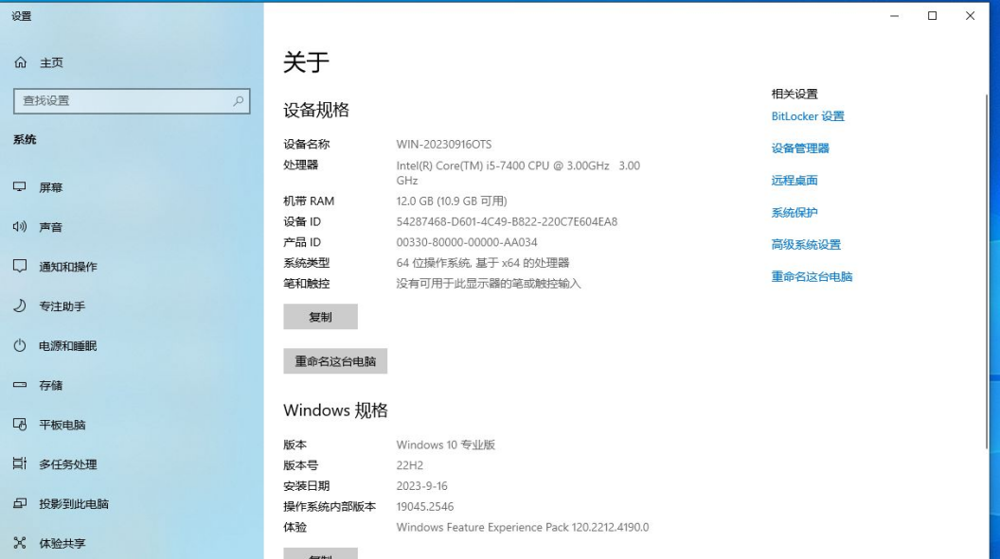 设置
主页
查找设置
系统
屏幕
声音
通知和操作
专注助手
电源和睡眠
存储
平板电脑
多任务处理
投影到此电脑
体验共享
关于
设备规格
设备名称 WIN-20230916OTS
处理器 Intel(R) Core(TM) i5-7400 CPU @ 3.00GHz 3.00
GHz
机带 RAM 12.0 GB (10.9 GB 可用)
设备 ID 54287468-D601-4C49-B822-220C7E604EA8
产品 ID 00330-80000-00000-AA034
系统类型 64 位操作系统, 基于 x64 的处理器
笔和触控 没有可用于此显示器的笔或触控输入
复制
重命名这台电脑
Windows 规格
版本 Windows 10 专业版
版本号 22H2
安装日期 2023-9-16
操作系统内部版本 19045.2546
体验 Windows Feature Experience Pack 120.2212.4190.0
复制
相关设置
BitLocker 设置
设备管理器
远程桌面
系统保护
高级系统设置
重命名这台电脑